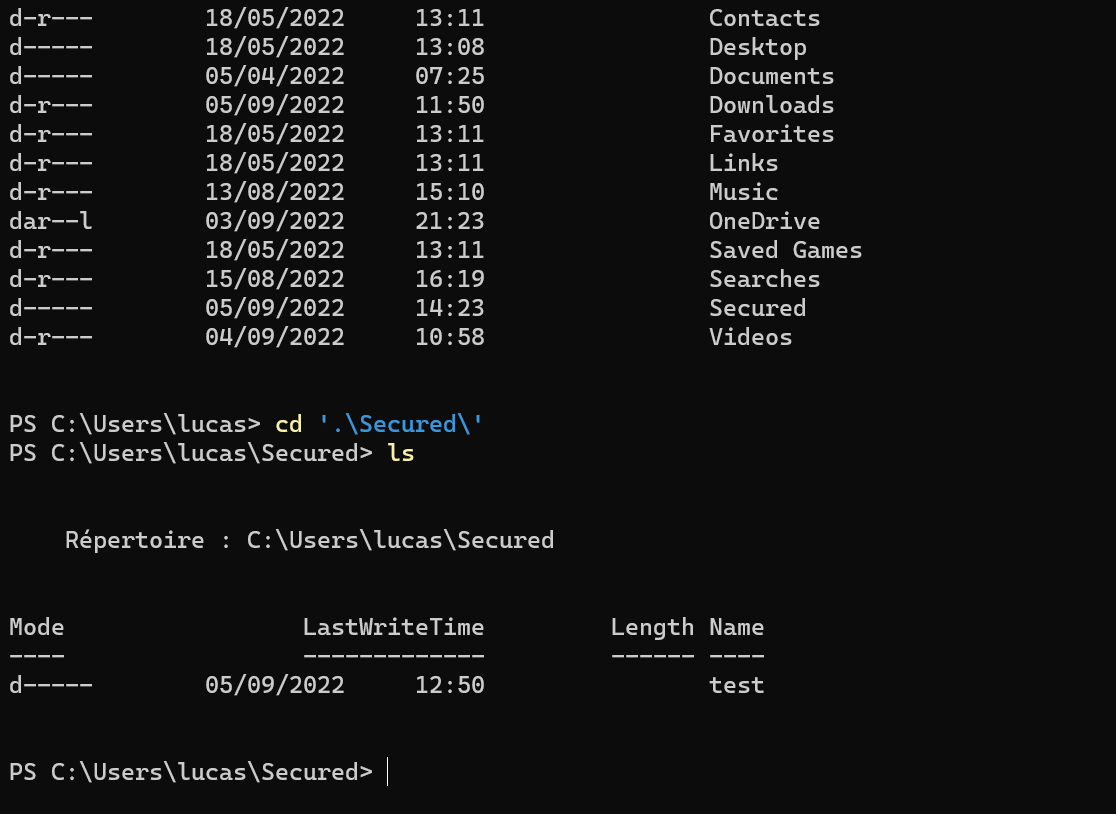 d-r---        18/05/2022     13:11                Contacts
d-----        18/05/2022     13:08                Desktop
d-----        05/04/2022     07:25                Documents
d-r---        05/09/2022     11:50                Downloads
d-r---        18/05/2022     13:11                Favorites
d-r---        18/05/2022     13:11                Links
d-r---        13/08/2022     15:10                Music
dar--l        03/09/2022     21:23                OneDrive
d-r---        18/05/2022     13:11                Saved Games
d-r---        15/08/2022     16:19                Searches
d-----        05/09/2022     14:23                Secured
d-r---        04/09/2022     10:58                Videos
PS C:\Users\lucas> cd '.\Secured\'
PS C:\Users\lucas\Secured> ls
    Répertoire : C:\Users\lucas\Secured
Mode                 LastWriteTime         Length Name
----                 -------------         ------ ----
d-----        05/09/2022     12:50                test
PS C:\Users\lucas\Secured>